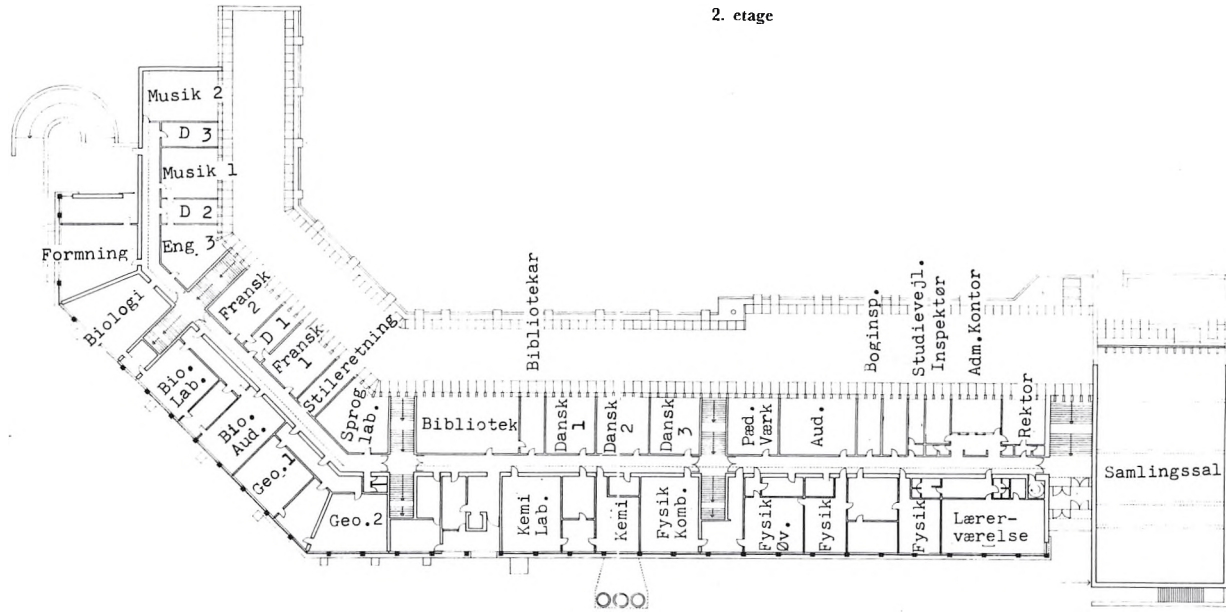 2. etage
Musik 2
D 3
Musik 1
D 2
Eng. 3
Formning
Biologi
Fransk
2
D 1
Fransk
1
Stileretning
Sprog
lab.
Bio.
Lab.
Bio.
Aud.
Geo.1
Geo.2
Bibliotek
Bibliotekar
Dansk
1
Dansk
2
Dansk
3
Pæd.
Værk
Aud.
Boginsp.
Studievejl.
Inspektør
Adm.Kontor
Rektor
Samlingssal
Kemi
Lab.
Kemi
Fysik
Komb.
Fysik
Øv.
Fysik
Fysik
Lærer-
værelse